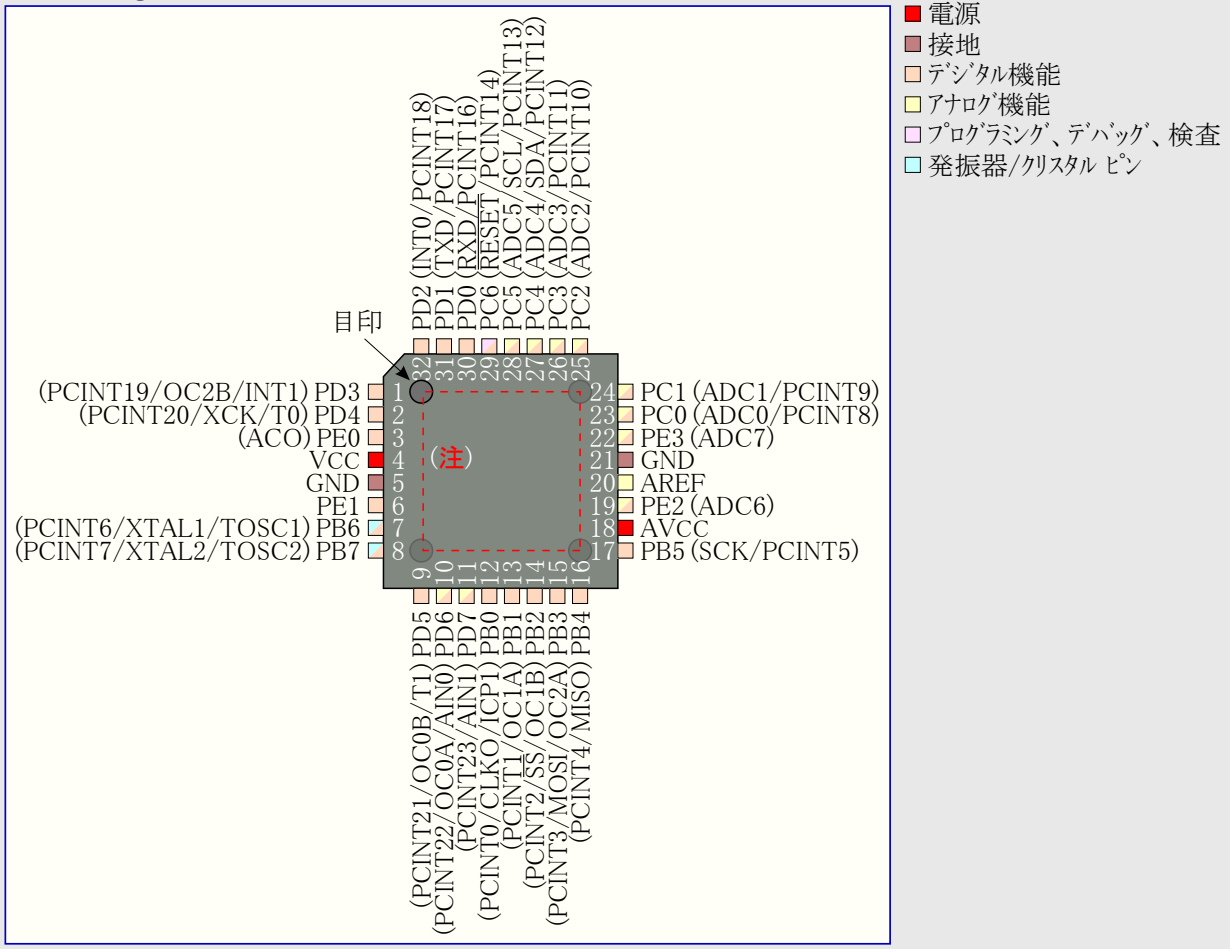 電源
接地
デジタル機能
アナログ機能
プログラミング、デバッグ、検査
発振器/クリスタル ピン
PD2 (INT0/PCINT18)
PD1 (TXD/PCINT17)
PD0 (RXD/PCINT16)
PC6 (RESET/PCINT14)
PC5 (ADC5/SCL/PCINT13)
PC4 (ADC4/SDA/PCINT12)
PC3 (ADC3/PCINT11)
PC2 (ADC2/PCINT10)
目印
32
31
30
29
28
27
26
25
(PCINT19/OC2B/INT1) PD3 1
(PCINT20/XCK/T0) PD4 2
(ACO) PE0 3
VCC 4
GND 5
PE1 6
(PCINT6/XTAL1/TOSC1) PB6 7
(PCINT7/XTAL2/TOSC2) PB7 8
(注)
24 PC1 (ADC1/PCINT9)
23 PC0 (ADC0/PCINT8)
22 PE3 (ADC7)
21 GND
20 AREF
19 PE2 (ADC6)
18 AVCC
17 PB5 (SCK/PCINT5)
9
10
11
12
13
14
15
16
(PCINT21/OC0B/T1) PD5
(PCINT22/OC0A/AIN0) PD6
(PCINT23/AIN1) PD7
(PCINT0/CLKO/ICP1) PB0
(PCINT1/OC1A) PB1
(PCINT2/SS/OC1B) PB2
(PCINT3/MOSI/OC2A) PB3
(PCINT4/MISO) PB4